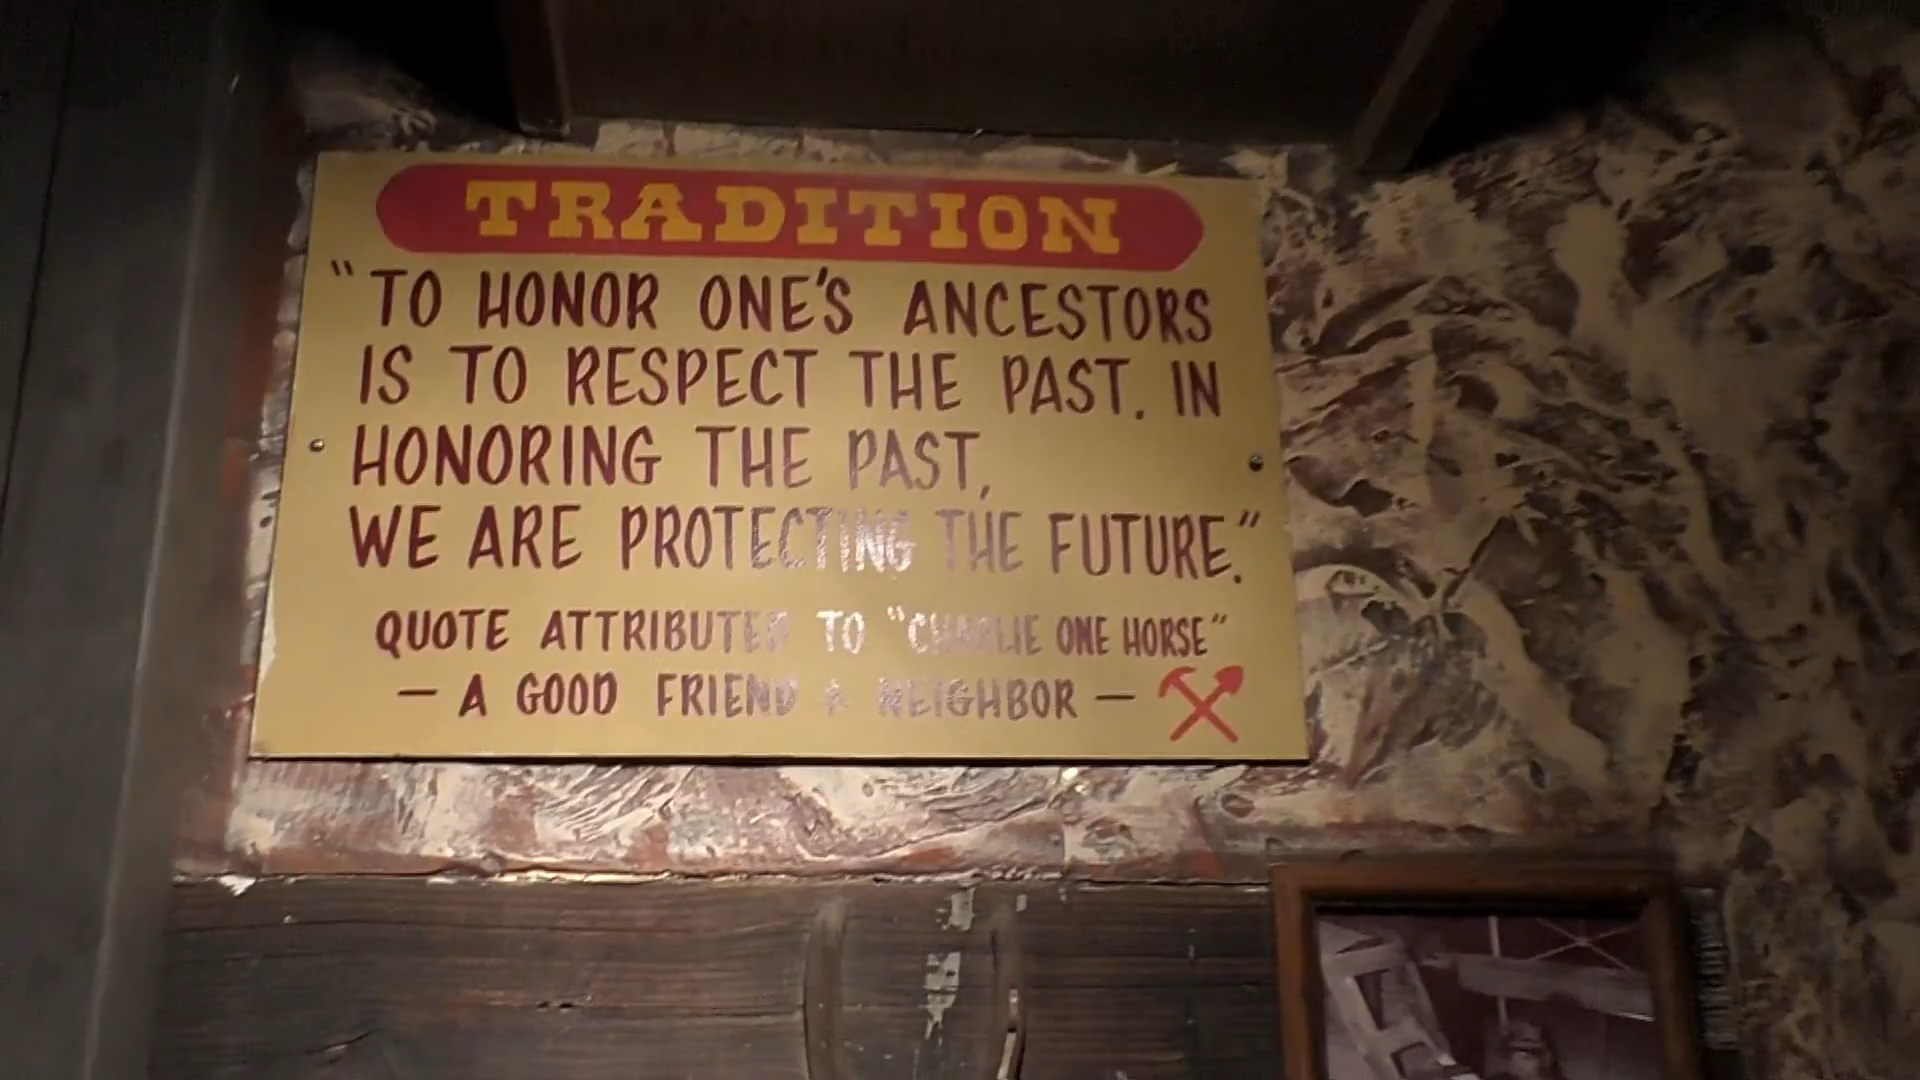 TRADITION
"TO HONOR ONE'S ANCESTORS
IS TO RESPECT THE PAST. IN
HONORING THE PAST,
WE ARE PROTECTING THE FUTURE."
QUOTE ATTRIBUTED TO "CHARLIE ONE HORSE"
— A GOOD FRIEND & NEIGHBOR —